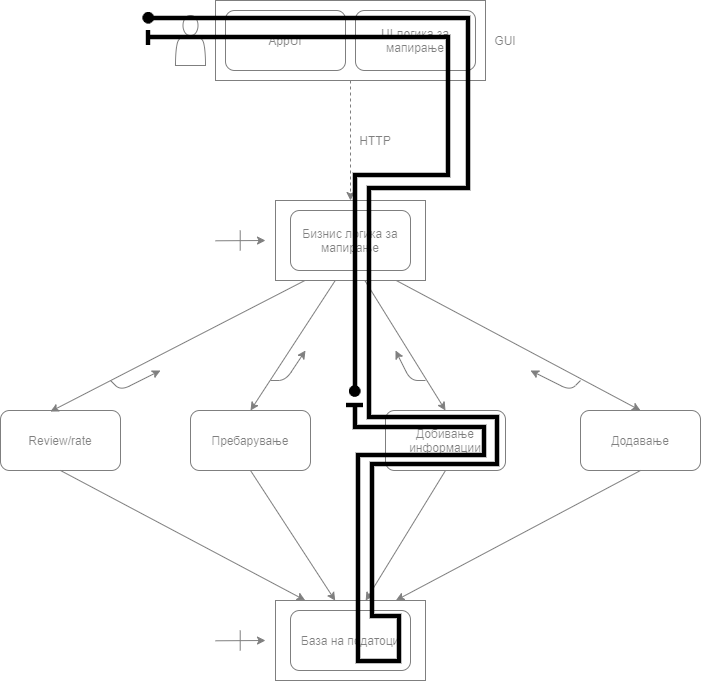 AppUI
UI логика за
мапирање
GUI
HTTP
Бизнис логика за
мапирање
Review/rate
Пребарување
Добивање
информации
Додавање
База на податоци